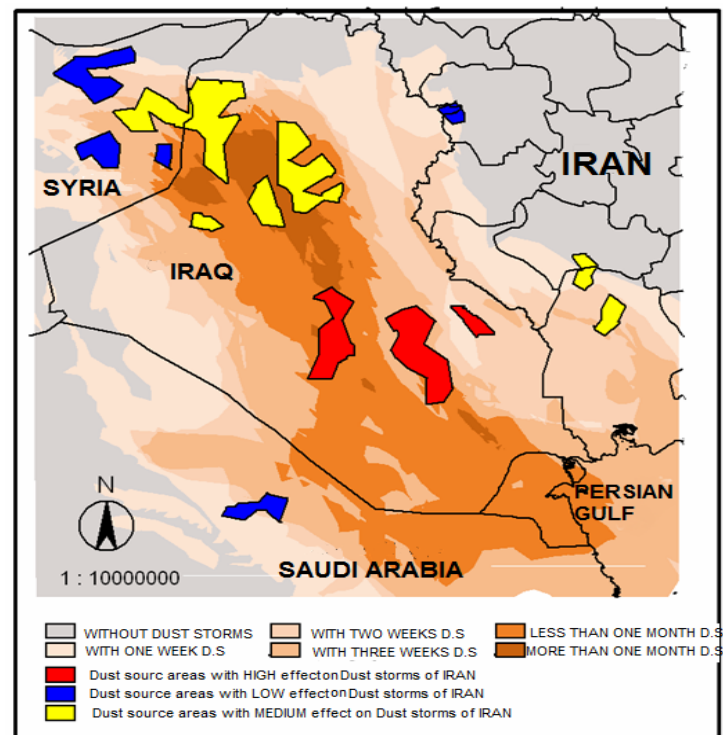 IRAN
SYRIA
IRAQ
N
PERSIAN
GULF
SAUDI ARABIA
1 : 10000000
WITHOUT DUST STORMS
WITH TWO WEEKS D.S
LESS THAN ONE MONTH D.S
WITH ONE WEEK D.S
WITH THREE WEEKS D.S
MORE THAN ONE MONTH D.S
Dust sourc areas with HIGH effect on Dust storms of IRAN
Dust source areas with LOW effect on Dust storms of IRAN
Dust source areas with MEDIUM effect on Dust storms of IRAN